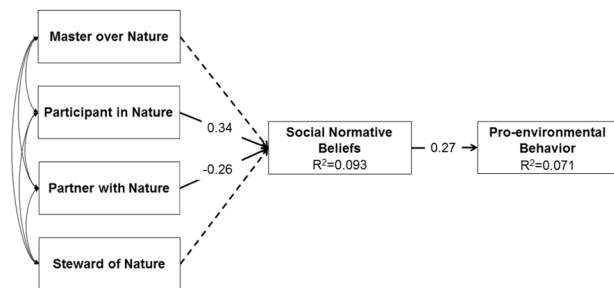 Master over Nature
Participant in Nature
0.34
Social Normative
Beliefs
R²=0.093
0.27
Pro-environmental
Behavior
R²=0.071
Partner with Nature
-0.26
Steward of Nature